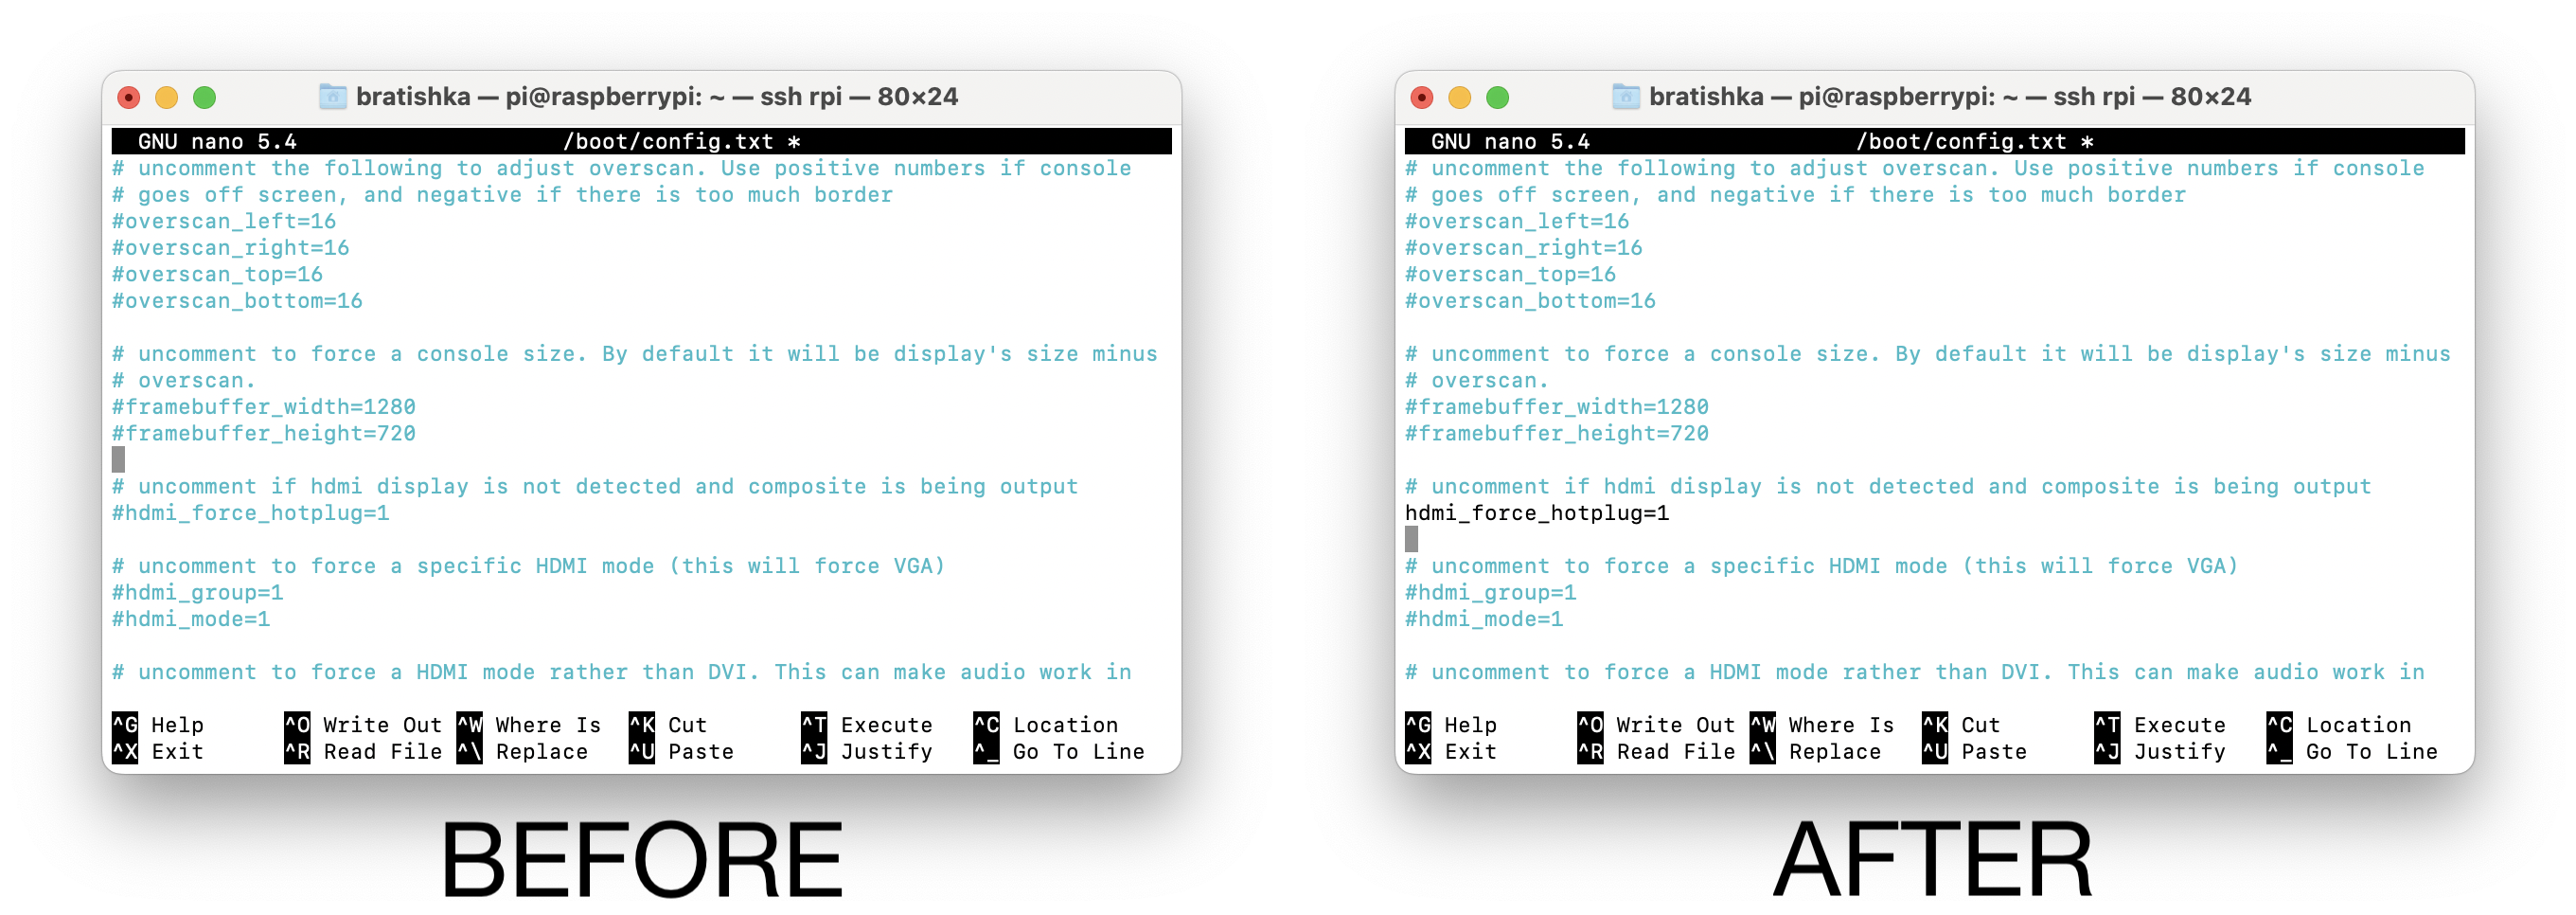 bratishka — pi@raspberrypi: ~ — ssh rpi — 80×24
GNU nano 5.4 /boot/config.txt *
# uncomment the following to adjust overscan. Use positive numbers if console
# goes off screen, and negative if there is too much border
#overscan_left=16
#overscan_right=16
#overscan_top=16
#overscan_bottom=16
# uncomment to force a console size. By default it will be display's size minus
# overscan.
#framebuffer_width=1280
#framebuffer_height=720
# uncomment if hdmi display is not detected and composite is being output
#hdmi_force_hotplug=1
# uncomment to force a specific HDMI mode (this will force VGA)
#hdmi_group=1
#hdmi_mode=1
# uncomment to force a HDMI mode rather than DVI. This can make audio work in
^G Help ^O Write Out ^W Where Is ^K Cut ^T Execute ^C Location
^X Exit ^R Read File ^\ Replace ^U Paste ^J Justify ^_ Go To Line
BEFORE
bratishka — pi@raspberrypi: ~ — ssh rpi — 80×24
GNU nano 5.4 /boot/config.txt *
# uncomment the following to adjust overscan. Use positive numbers if console
# goes off screen, and negative if there is too much border
#overscan_left=16
#overscan_right=16
#overscan_top=16
#overscan_bottom=16
# uncomment to force a console size. By default it will be display's size minus
# overscan.
#framebuffer_width=1280
#framebuffer_height=720
# uncomment if hdmi display is not detected and composite is being output
hdmi_force_hotplug=1
# uncomment to force a specific HDMI mode (this will force VGA)
#hdmi_group=1
#hdmi_mode=1
# uncomment to force a HDMI mode rather than DVI. This can make audio work in
^G Help ^O Write Out ^W Where Is ^K Cut ^T Execute ^C Location
^X Exit ^R Read File ^\ Replace ^U Paste ^J Justify ^_ Go To Line
AFTER